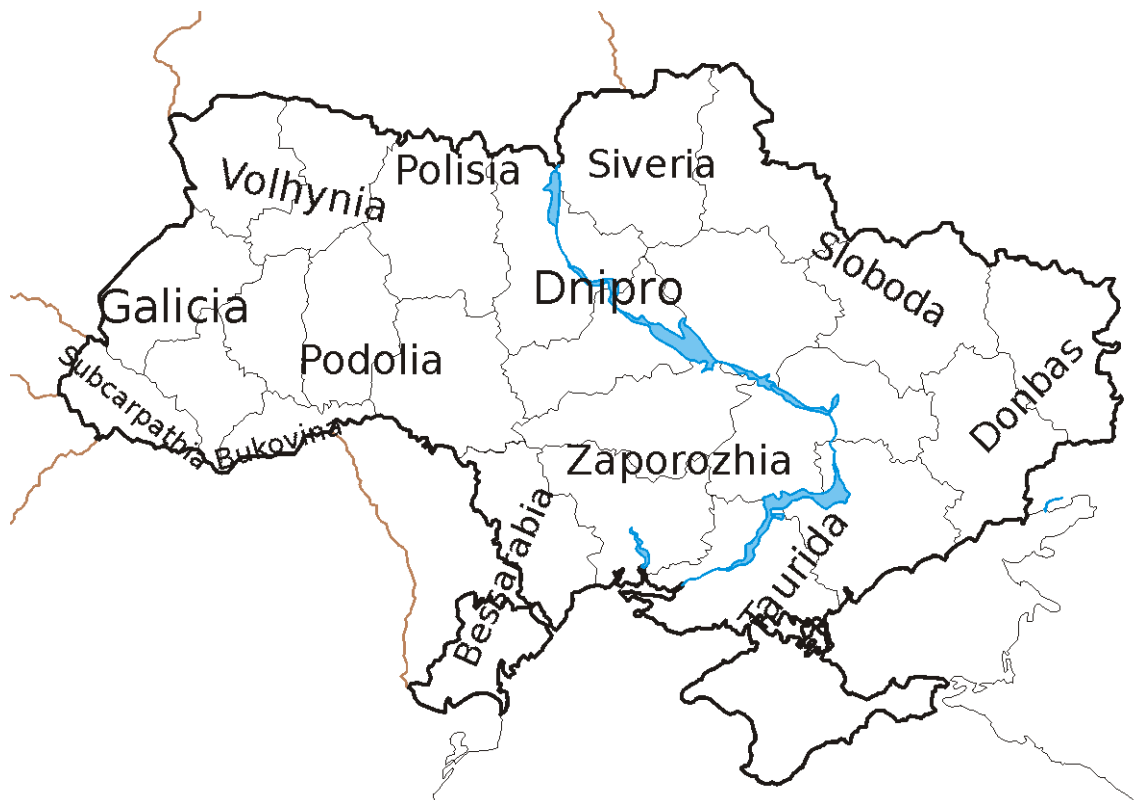 Polisia
Siveria
Volhynia
Sloboda
Dnipro
Galicia
Podolia
Subcarpathia
Bukovina
Donbas
Zaporozhia
Bessarabia
Taurida